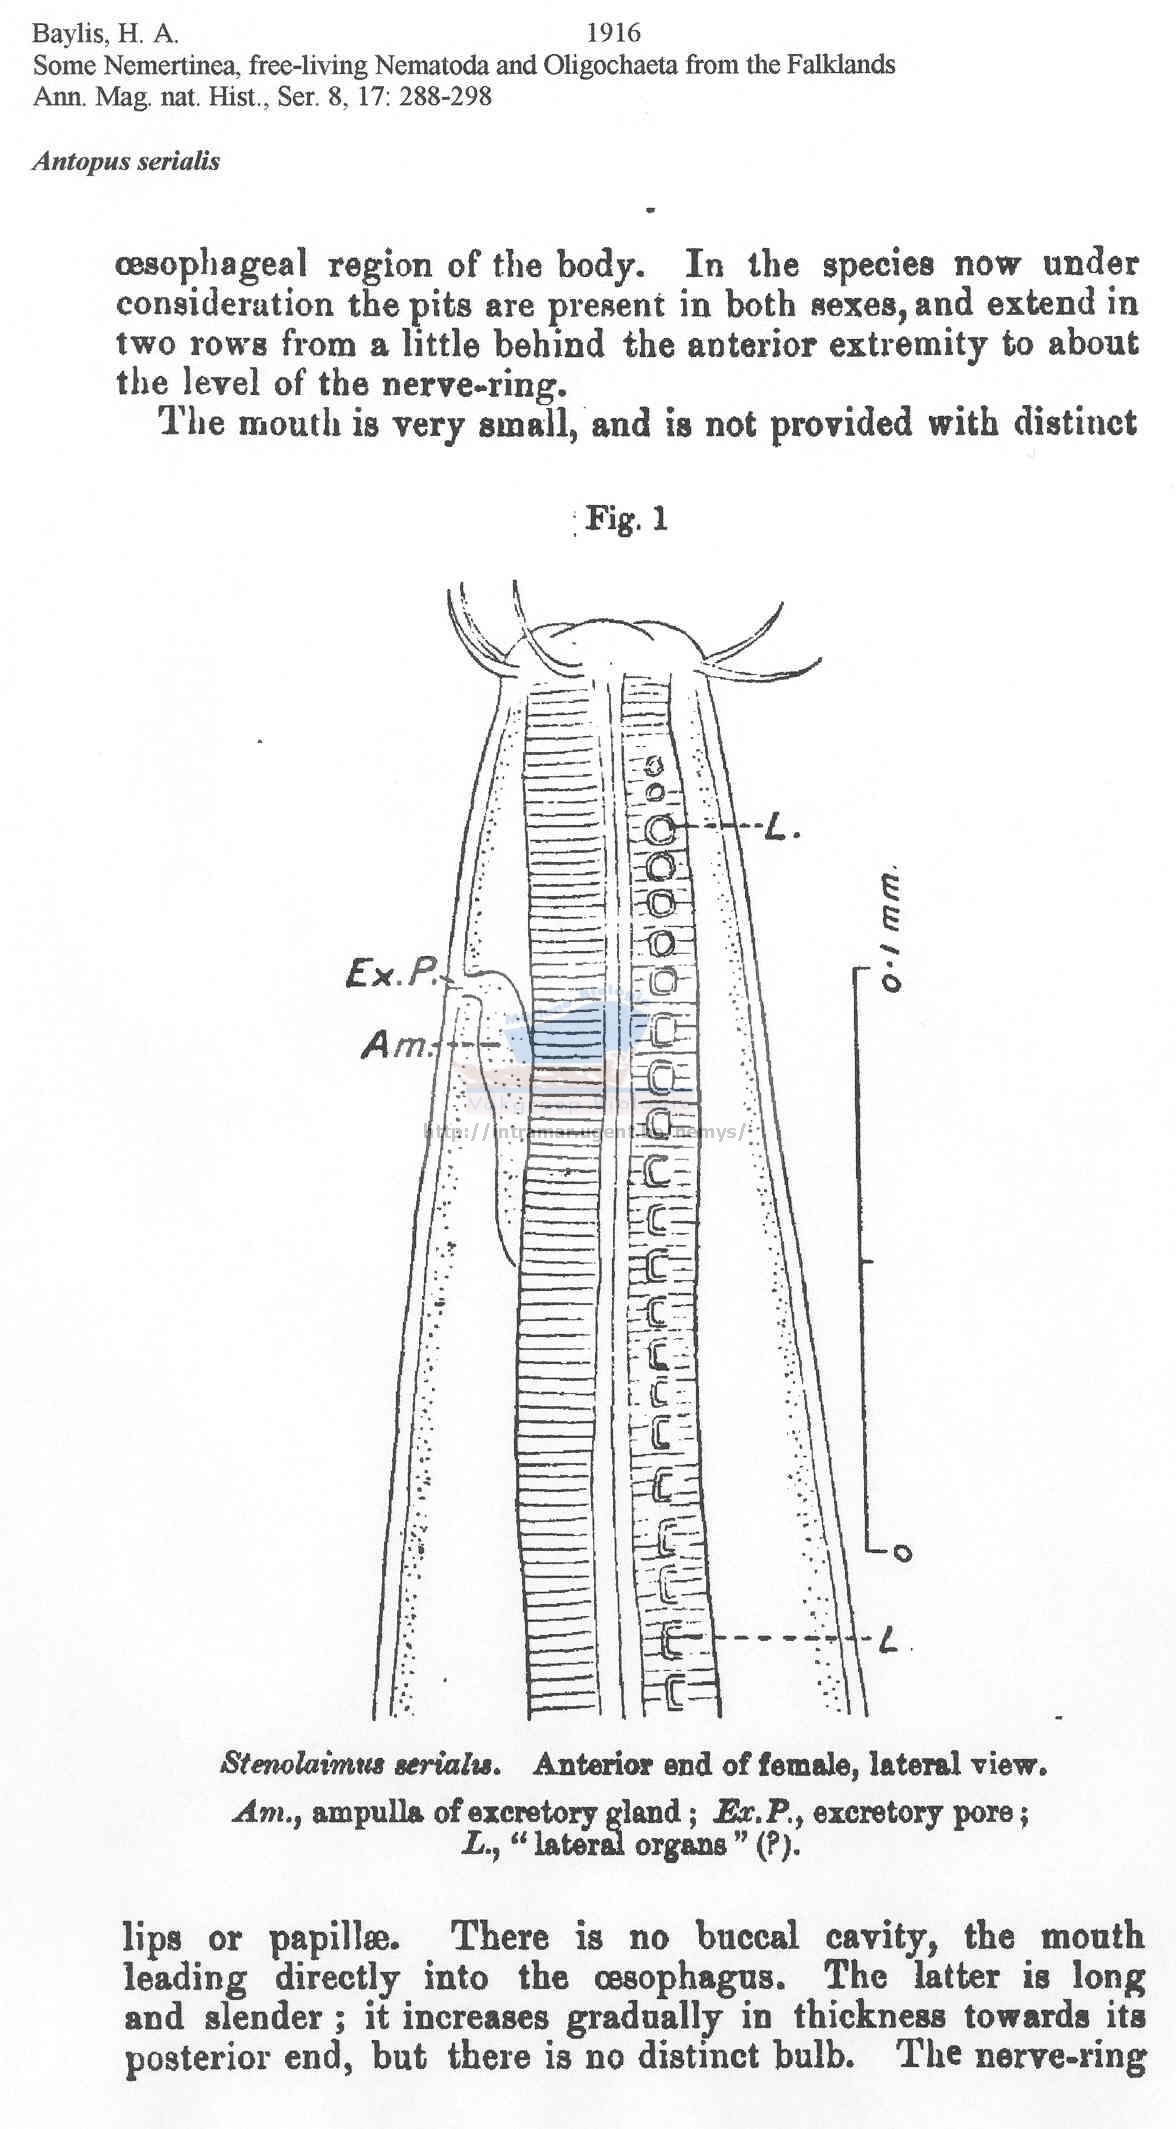 Baylis, H. A. 1916
Some Nemertinea, free-living Nematoda and Oligochaeta from the Falklands
Ann. Mag. nat. Hist., Ser. 8, 17: 288-298
Antopus serialis
œsophageal region of the body. In the species now under
consideration the pits are present in both sexes, and extend in
two rows from a little behind the anterior extremity to about
the level of the nerve-ring.
The mouth is very small, and is not provided with distinct
Fig. 1
L.
0.1 mm.
Ex.P.
Am.
http://intramar.ugent.be/nemys/
0
L.
Stenolaimus serialis. Anterior end of female, lateral view.
Am., ampulla of excretory gland; Ex.P., excretory pore;
L., "lateral organs" (?).
lips or papillæ. There is no buccal cavity, the mouth
leading directly into the œsophagus. The latter is long
and slender; it increases gradually in thickness towards its
posterior end, but there is no distinct bulb. The nerve-ring